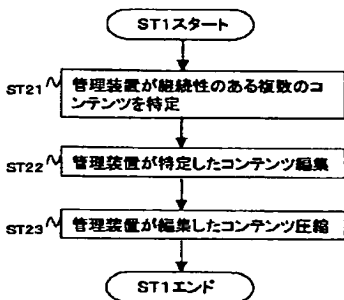 ST1スタート
ST21
管理装置が継続性のある複数のコ
ンテンツを特定
ST22
管理装置が特定したコンテンツ編集
ST23
管理装置が編集したコンテンツ圧縮
ST1エンド